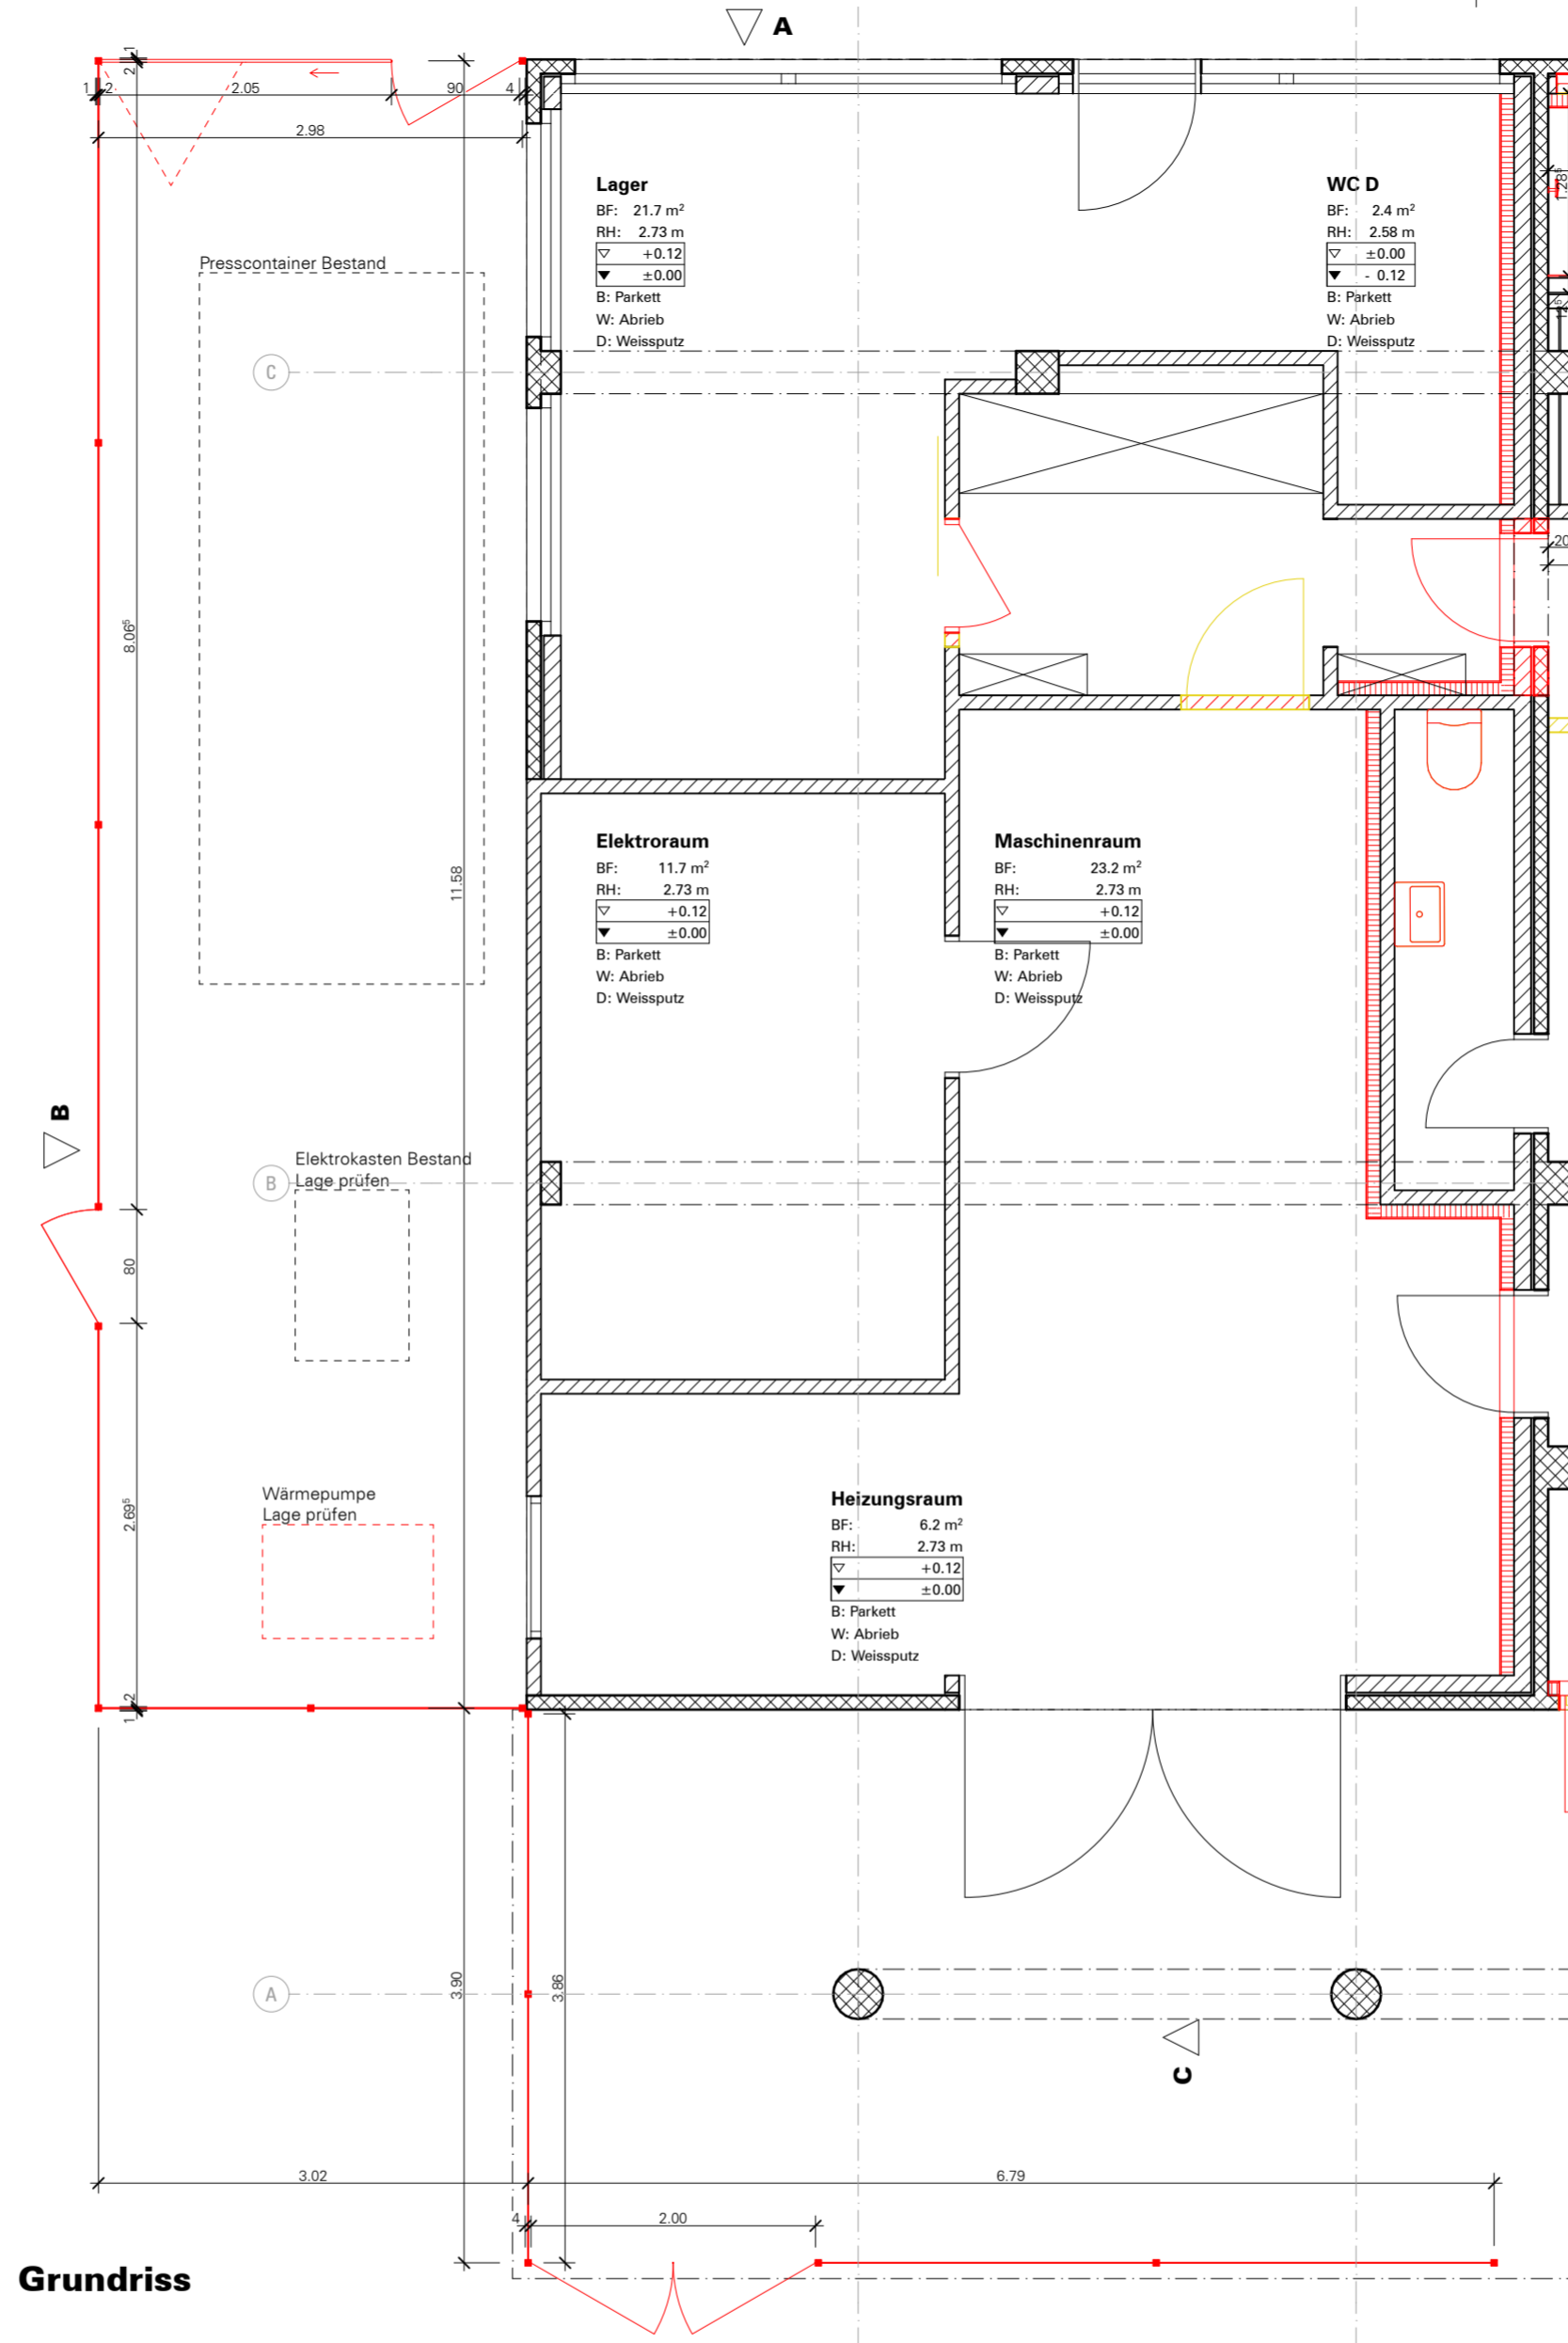 A
1
2
1
2
2.05
90
4
2.98
Lager
BF: 21.7 m²
RH: 2.73 m
▽ +0.12
▼ ±0.00
B: Parkett
W: Abrieb
D: Weissputz
WC D
BF: 2.4 m²
RH: 2.58 m
▽ ±0.00
▼ - 0.12
B: Parkett
W: Abrieb
D: Weissputz
1.28⁵
Presscontainer Bestand
C
20
8.06⁵
11.58
Elektroraum
BF: 11.7 m²
RH: 2.73 m
▽ +0.12
▼ ±0.00
B: Parkett
W: Abrieb
D: Weissputz
Maschinenraum
BF: 23.2 m²
RH: 2.73 m
▽ +0.12
▼ ±0.00
B: Parkett
W: Abrieb
D: Weissputz
B
Elektrokasten Bestand
Lage prüfen
B
80
Wärmepumpe
Lage prüfen
2.69⁵
Heizungsraum
BF: 6.2 m²
RH: 2.73 m
▽ +0.12
▼ ±0.00
B: Parkett
W: Abrieb
D: Weissputz
2
1
A
3.90
3.86
C
3.02
6.79
4
2.00
Grundriss